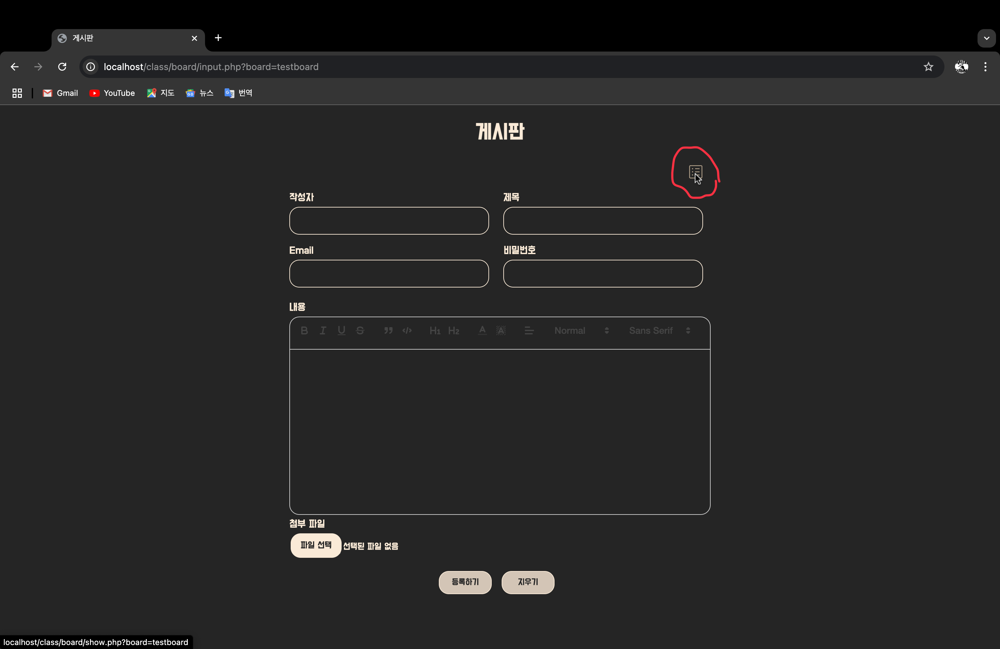 게시판
localhost/class/board/input.php?board=testboard
Gmail YouTube 지도 뉴스 번역
게시판
작성자 제목
Email 비밀번호
내용
B I U S H1 H2 A A Normal Sans Serif
첨부 파일
파일 선택 선택된 파일 없음
등록하기 지우기
localhost/class/board/show.php?board=testboard